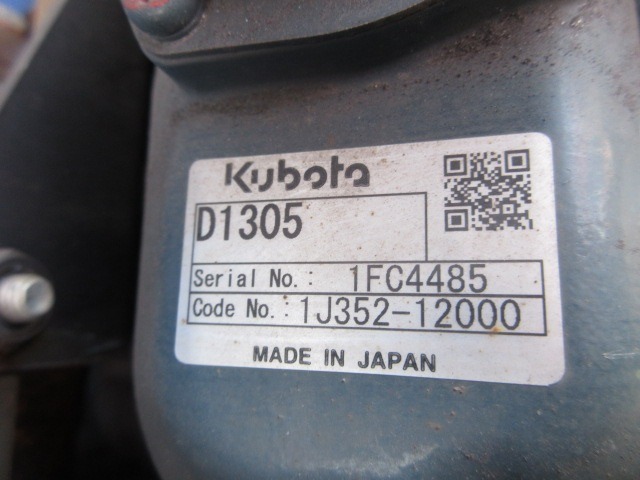 Kubota
D1305
Serial No.: 1FC4485
Code No.: 1J352-12000
MADE IN JAPAN